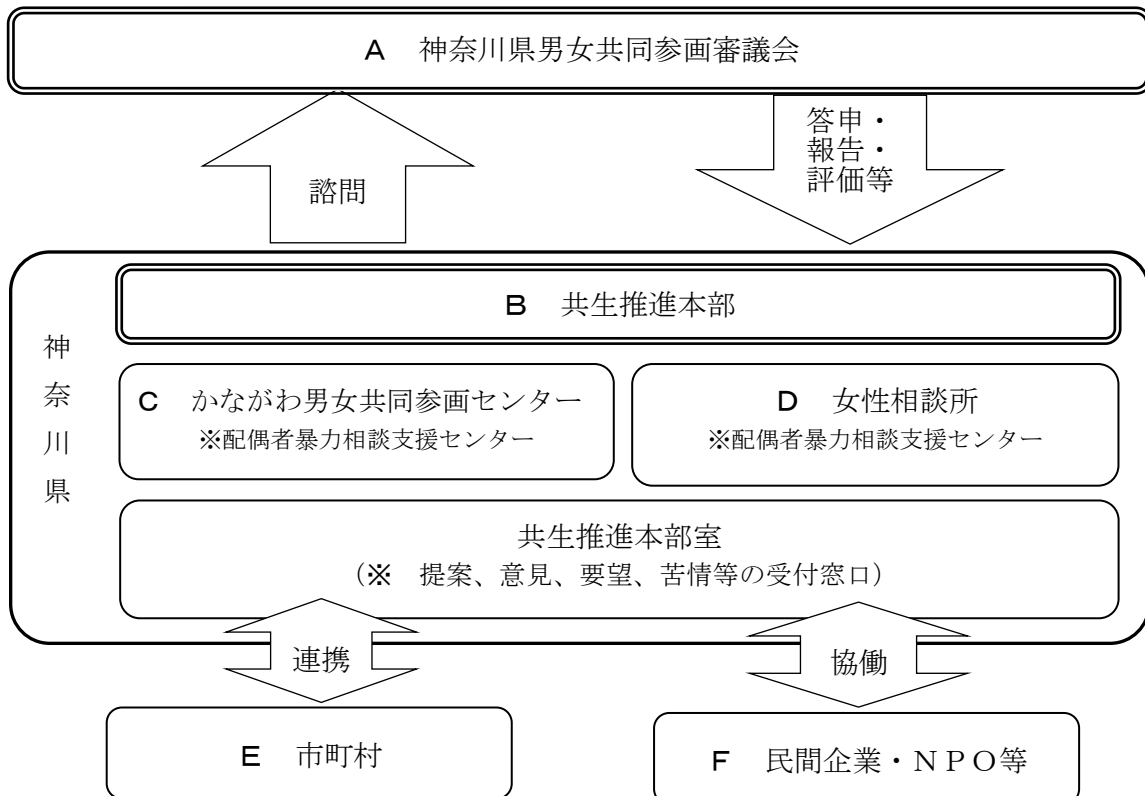 A 神奈川県男女共同参画審議会
諮問
答申・
報告・
評価等
神奈川県
B 共生推進本部
C かながわ男女共同参画センター
※配偶者暴力相談支援センター
D 女性相談所
※配偶者暴力相談支援センター
共生推進本部室
（※ 提案、意見、要望、苦情等の受付窓口）
連携
協働
E 市町村
F 民間企業・ＮＰＯ等